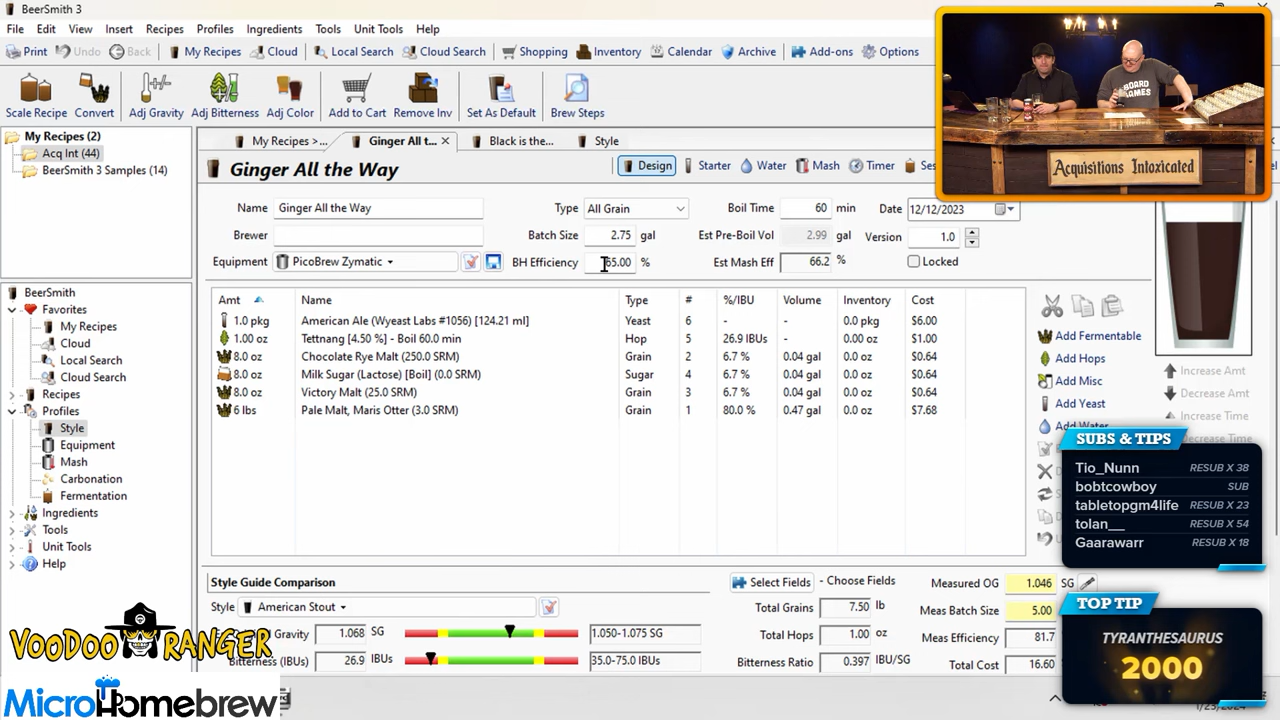 BeerSmith 3
File Edit View Insert Recipes Profiles Ingredients Tools Unit Tools Help
Print Undo Back My Recipes Cloud Local Search Cloud Search Shopping Inventory Calendar Archive Add-ons Options
Scale Recipe Convert Adj Gravity Adj Bitterness Adj Color Add to Cart Remove Inv Set As Default Brew Steps
My Recipes (2)
Acq Int (44)
BeerSmith 3 Samples (14)
My Recipes >... Ginger All t... Black is the... Style
Ginger All the Way Design Starter Water Mash Timer
Name Ginger All the Way Type All Grain Boil Time 60 min Date 12/12/2023
Brewer Batch Size 2.75 gal Est Pre-Boil Vol 2.99 gal Version 1.0
Equipment PicoBrew Zymatic BH Efficiency 65.00 % Est Mash Eff 66.2 % Locked
Amt Name Type # %/IBU Volume Inventory Cost
1.0 pkg American Ale (Wyeast Labs #1056) [124.21 ml] Yeast 6 - - 0.0 pkg $6.00
1.00 oz Tettnang [4.50 %] - Boil 60.0 min Hop 5 26.9 IBUs - 0.00 oz $1.00
8.0 oz Chocolate Rye Malt (250.0 SRM) Grain 2 6.7 % 0.04 gal 0.0 oz $0.64
8.0 oz Milk Sugar (Lactose) [Boil] (0.0 SRM) Sugar 4 6.7 % 0.04 gal 0.0 oz $0.64
8.0 oz Victory Malt (25.0 SRM) Grain 3 6.7 % 0.04 gal 0.0 oz $0.64
6 lbs Pale Malt, Maris Otter (3.0 SRM) Grain 1 80.0 % 0.47 gal 0.0 oz $7.68
Add Fermentable
Add Hops
Add Misc
Add Yeast
Add Water
Increase Amt
Decrease Amt
Increase Time
Decrease Time
BeerSmith
Favorites
My Recipes
Cloud
Local Search
Cloud Search
Recipes
Profiles
Style
Equipment
Mash
Carbonation
Fermentation
Ingredients
Tools
Unit Tools
Help
Style Guide Comparison Select Fields - Choose Fields Measured OG 1.046 SG
Style American Stout Total Grains 7.50 lb Meas Batch Size 5.00
Gravity 1.068 SG 1.050-1.075 SG Total Hops 1.00 oz Meas Efficiency 81.7
Bitterness (IBUs) 26.9 IBUs 35.0-75.0 IBUs Bitterness Ratio 0.397 IBU/SG Total Cost 16.60
BOARD
GAMES
Acquisitions Intoxicated
SUBS & TIPS
Tio_Nunn RESUB X 38
bobtcowboy SUB
tabletopgm4life RESUB X 23
tolan__ RESUB X 54
Gaarawarr RESUB X 18
TOP TIP
TYRANTHESAURUS
2000
VOODOO RANGER
MicroHomebrew